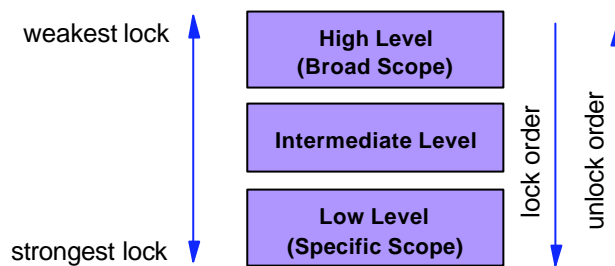 weakest lock
High Level
(Broad Scope)
Intermediate Level
Low Level
(Specific Scope)
strongest lock
lock order
unlock order